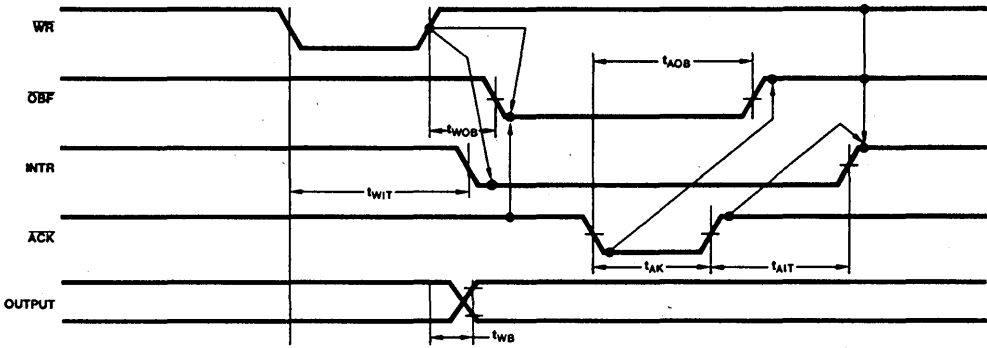 WR
OBF
tAOB
tWOB
INTR
tWIT
ACK
tAK
tAIT
OUTPUT
tWB